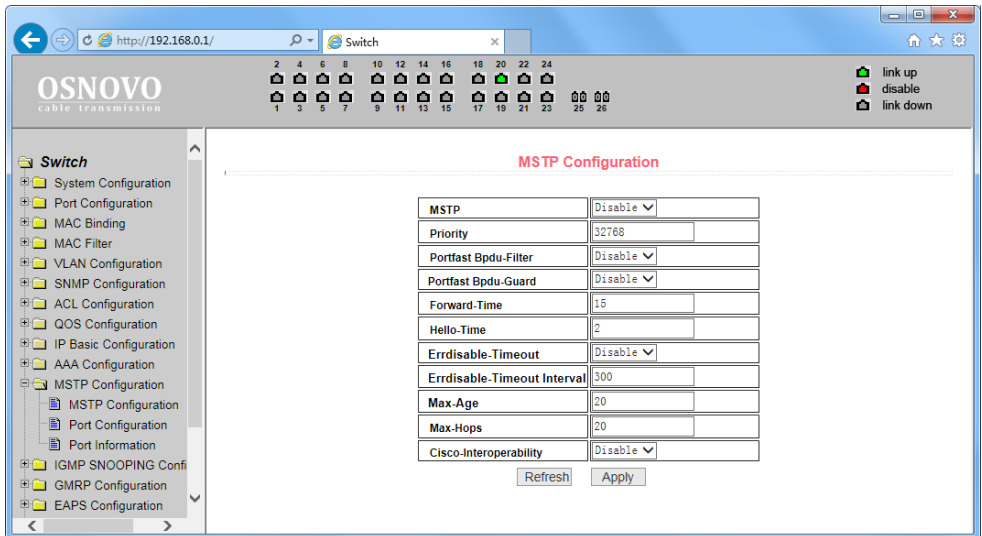 http://192.168.0.1/
Switch
OSNOVO
cable transmission
2 4 6 8 10 12 14 16 18 20 22 24
1 3 5 7 9 11 13 15 17 19 21 23 25 26
link up
disable
link down
Switch
System Configuration
Port Configuration
MAC Binding
MAC Filter
VLAN Configuration
SNMP Configuration
ACL Configuration
QOS Configuration
IP Basic Configuration
AAA Configuration
MSTP Configuration
MSTP Configuration
Port Configuration
Port Information
IGMP SNOOPING Confi
GMRP Configuration
EAPS Configuration
MSTP Configuration
MSTP Disable
Priority 32768
Portfast Bpdu-Filter Disable
Portfast Bpdu-Guard Disable
Forward-Time 15
Hello-Time 2
Errdisable-Timeout Disable
Errdisable-Timeout Interval 300
Max-Age 20
Max-Hops 20
Cisco-Interoperability Disable
Refresh Apply